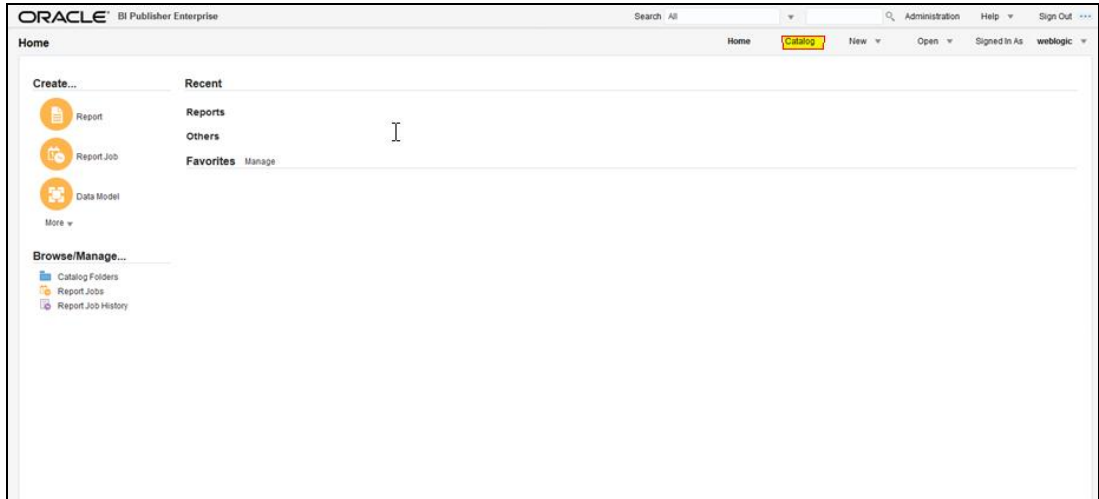 ORACLE BI Publisher Enterprise Search All Administration Help Sign Out
Home Home Catalog New Open Signed In As weblogic
Create...
Report
Report Job
Data Model
More
Browse/Manage...
Catalog Folders
Report Jobs
Report Job History
Recent
Reports
Others
Favorites Manage